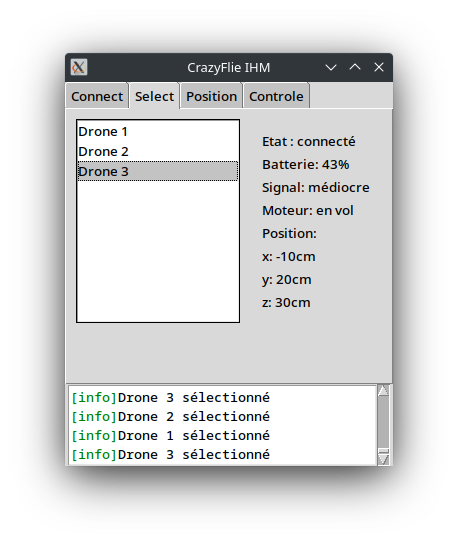 CrazyFlie IHM
Connect Select Position Controle
Drone 1
Drone 2
Drone 3
Etat : connecté
Batterie: 43%
Signal: médiocre
Moteur: en vol
Position:
x: -10cm
y: 20cm
z: 30cm
[info]Drone 3 sélectionné
[info]Drone 2 sélectionné
[info]Drone 1 sélectionné
[info]Drone 3 sélectionné